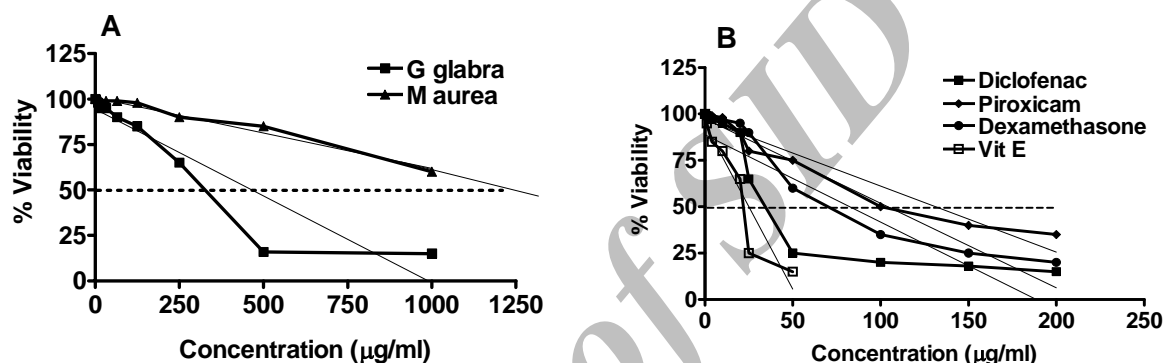 A
G glabra
M aurea
% Viability
125
100
75
50
25
0
0 250 500 750 1000 1250
Concentration (μg/ml)
B
Diclofenac
Piroxicam
Dexamethasone
Vit E
% Viability
125
100
75
50
25
0
0 50 100 150 200 250
Concentration (μg/ml)
of SID